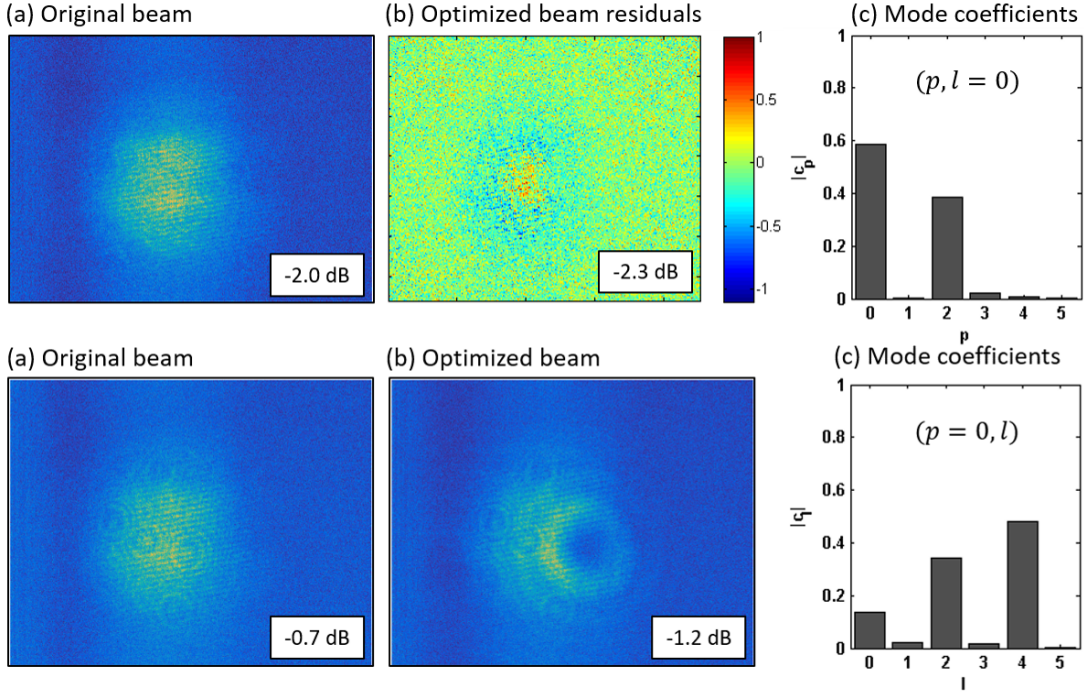 (a) Original beam
(b) Optimized beam residuals
(c) Mode coefficients
-2.0 dB
-2.3 dB
1
0.5
0
-0.5
-1
1
0.8
0.6
0.4
0.2
0
|c_p|
(p, l = 0)
0 1 2 3 4 5
p
(a) Original beam
(b) Optimized beam
(c) Mode coefficients
-0.7 dB
-1.2 dB
1
0.8
0.6
0.4
0.2
0
|c_l|
(p = 0, l)
0 1 2 3 4 5
l